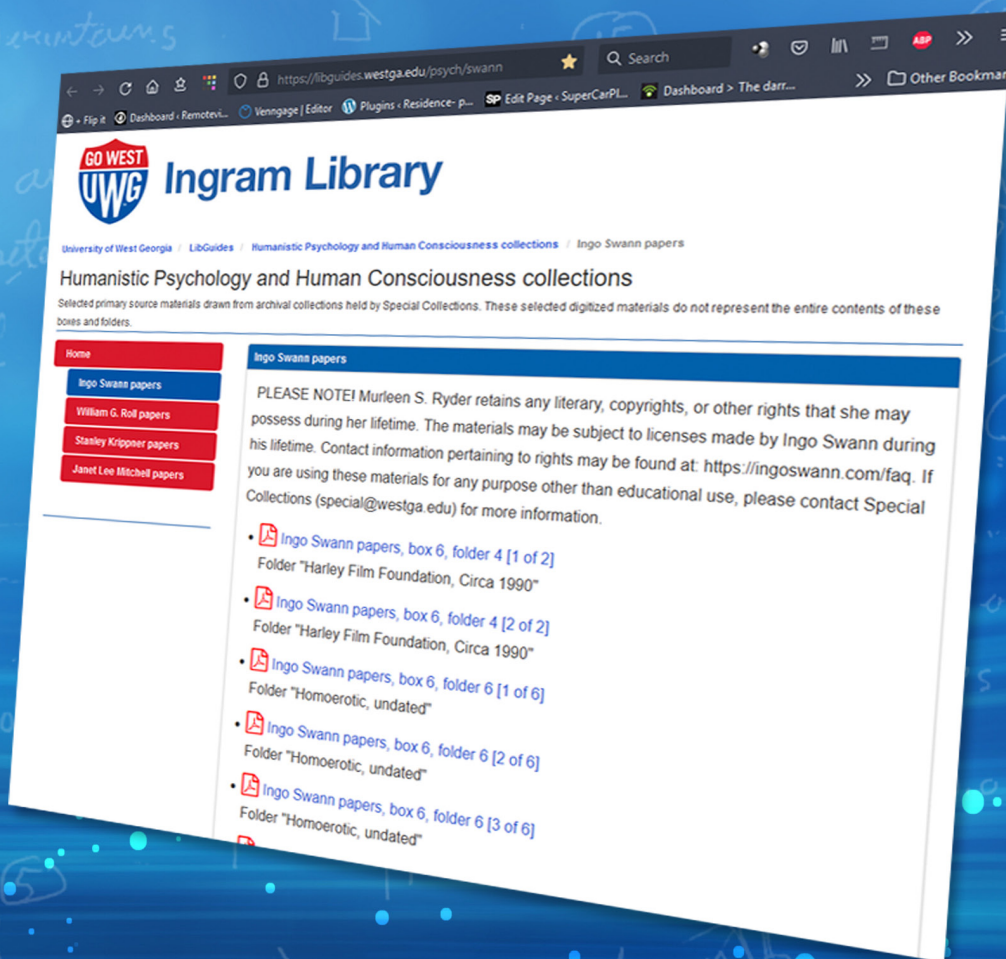 https://libguides.westga.edu/psych/swann
Search
ABP
+ Flip it
Dashboard ‹ Remotevi...
Venngage | Editor
Plugins ‹ Residence- p...
SP Edit Page ‹ SuperCarPl...
Dashboard > The darr...
Other Bookmar
GO WEST
UWG
Ingram Library
University of West Georgia / LibGuides / Humanistic Psychology and Human Consciousness collections / Ingo Swann papers
Humanistic Psychology and Human Consciousness collections
Selected primary source materials drawn from archival collections held by Special Collections. These selected digitized materials do not represent the entire contents of these
boxes and folders.
Home
Ingo Swann papers
William G. Roll papers
Stanley Krippner papers
Janet Lee Mitchell papers
Ingo Swann papers
PLEASE NOTE! Murleen S. Ryder retains any literary, copyrights, or other rights that she may
possess during her lifetime. The materials may be subject to licenses made by Ingo Swann during
his lifetime. Contact information pertaining to rights may be found at: https://ingoswann.com/faq. If
you are using these materials for any purpose other than educational use, please contact Special
Collections (special@westga.edu) for more information.
• Ingo Swann papers, box 6, folder 4 [1 of 2]
Folder "Harley Film Foundation, Circa 1990"
• Ingo Swann papers, box 6, folder 4 [2 of 2]
Folder "Harley Film Foundation, Circa 1990"
• Ingo Swann papers, box 6, folder 6 [1 of 6]
Folder "Homoerotic, undated"
• Ingo Swann papers, box 6, folder 6 [2 of 6]
Folder "Homoerotic, undated"
• Ingo Swann papers, box 6, folder 6 [3 of 6]
Folder "Homoerotic, undated"